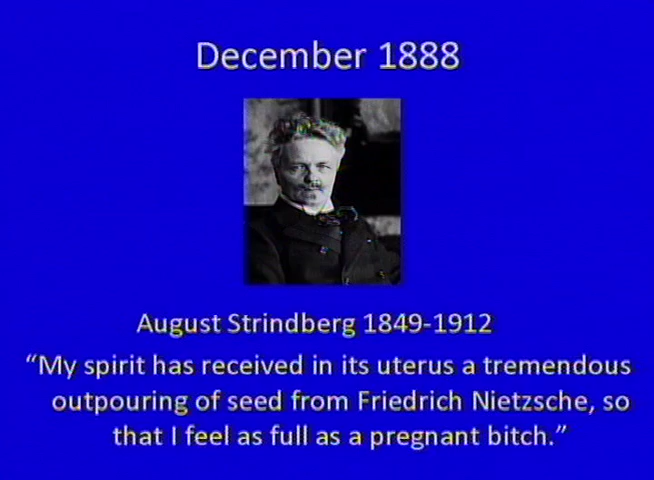 December 1888
August Strindberg 1849-1912
“My spirit has received in its uterus a tremendous
outpouring of seed from Friedrich Nietzsche, so
that I feel as full as a pregnant bitch.”